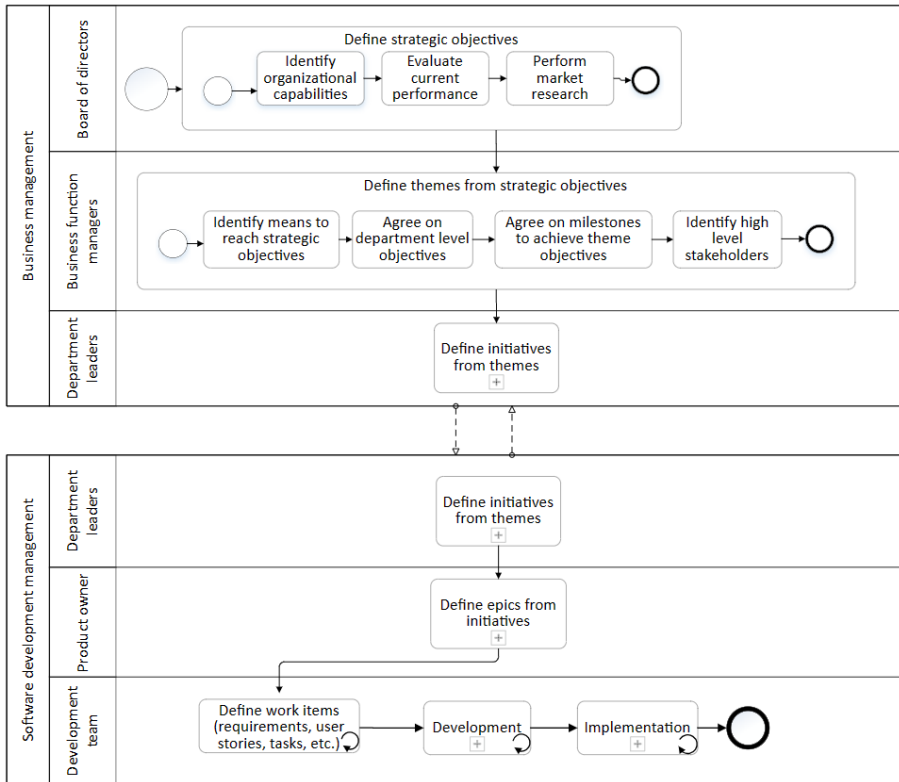 Business management
Board of directors
Define strategic objectives
Identify
organizational
capabilities
Evaluate
current
performance
Perform
market
research
Business function
managers
Define themes from strategic objectives
Identify means to
reach strategic
objectives
Agree on
department level
objectives
Agree on milestones
to achieve theme
objectives
Identify high
level
stakeholders
Department
leaders
Define initiatives
from themes
Software development management
Department
leaders
Define initiatives
from themes
Product owner
Define epics from
initiatives
Development
team
Define work items
(requirements, user
stories, tasks, etc.)
Development
Implementation